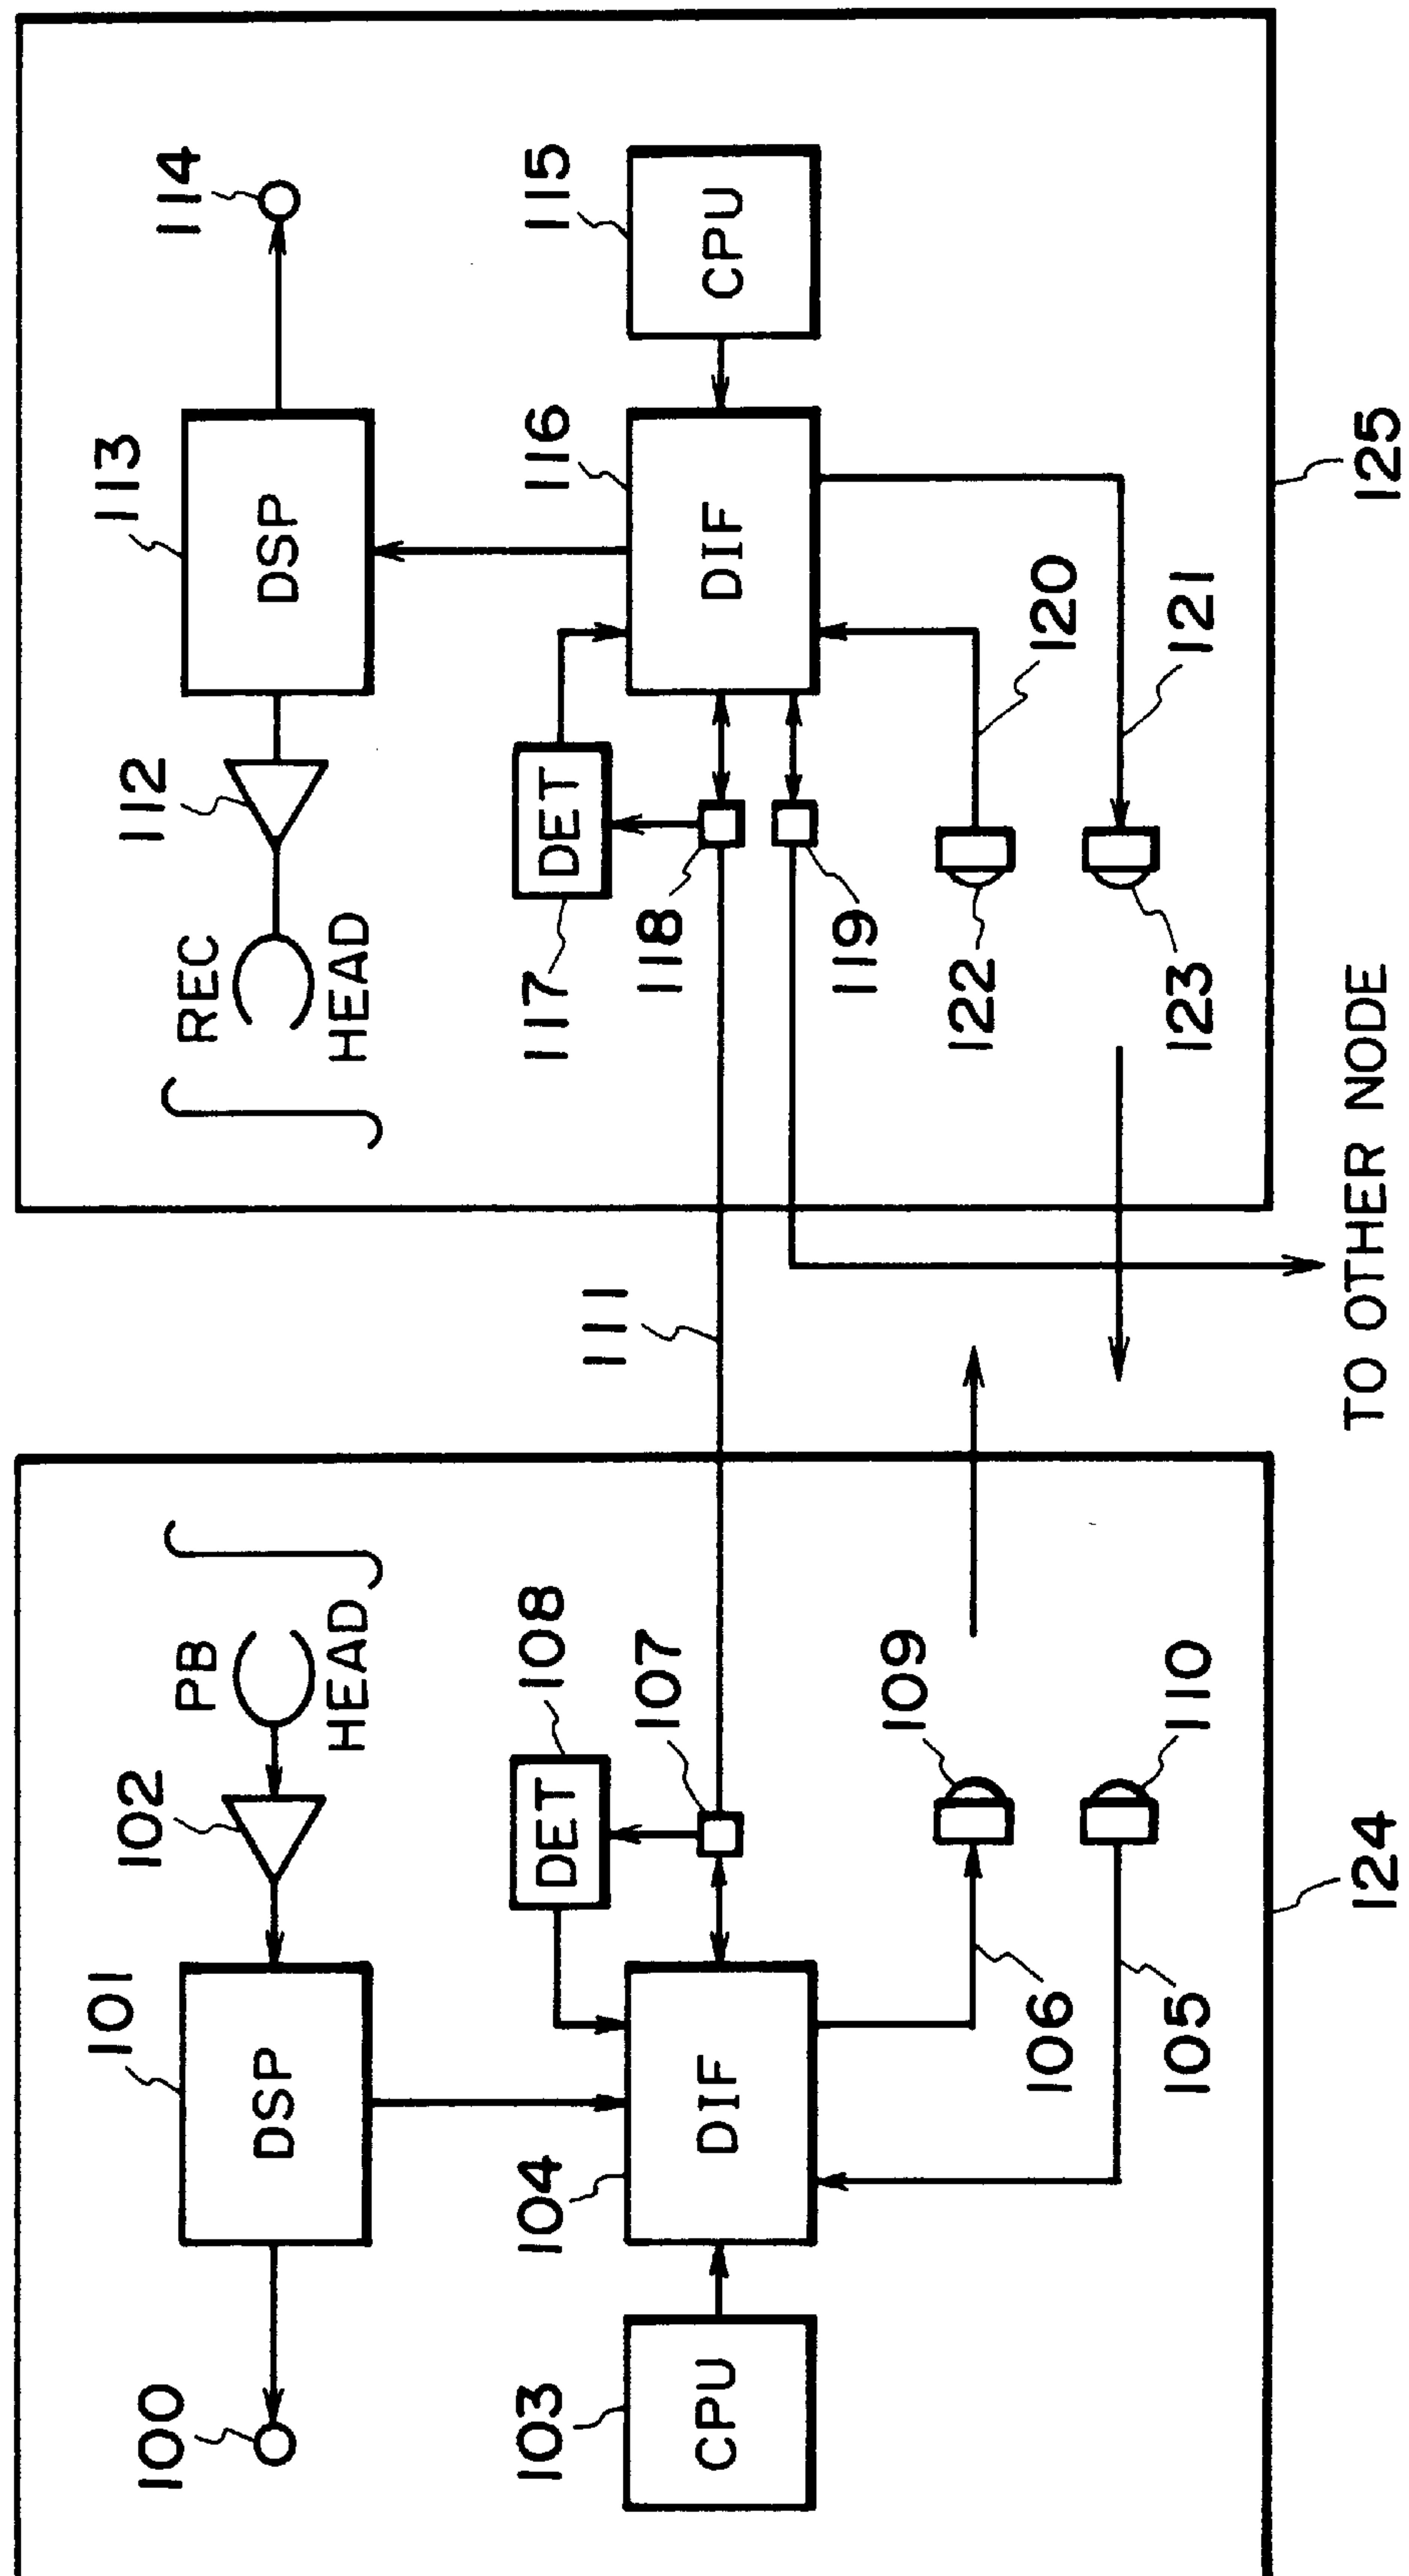 100
101
DSP
102
PB
HEAD
103
CPU
104
DIF
108
DET
107
106
105
109
110
124
111
REC
HEAD
112
113
DSP
114
117
DET
118
119
116
DIF
115
CPU
122
120
123
121
125
TO OTHER NODE